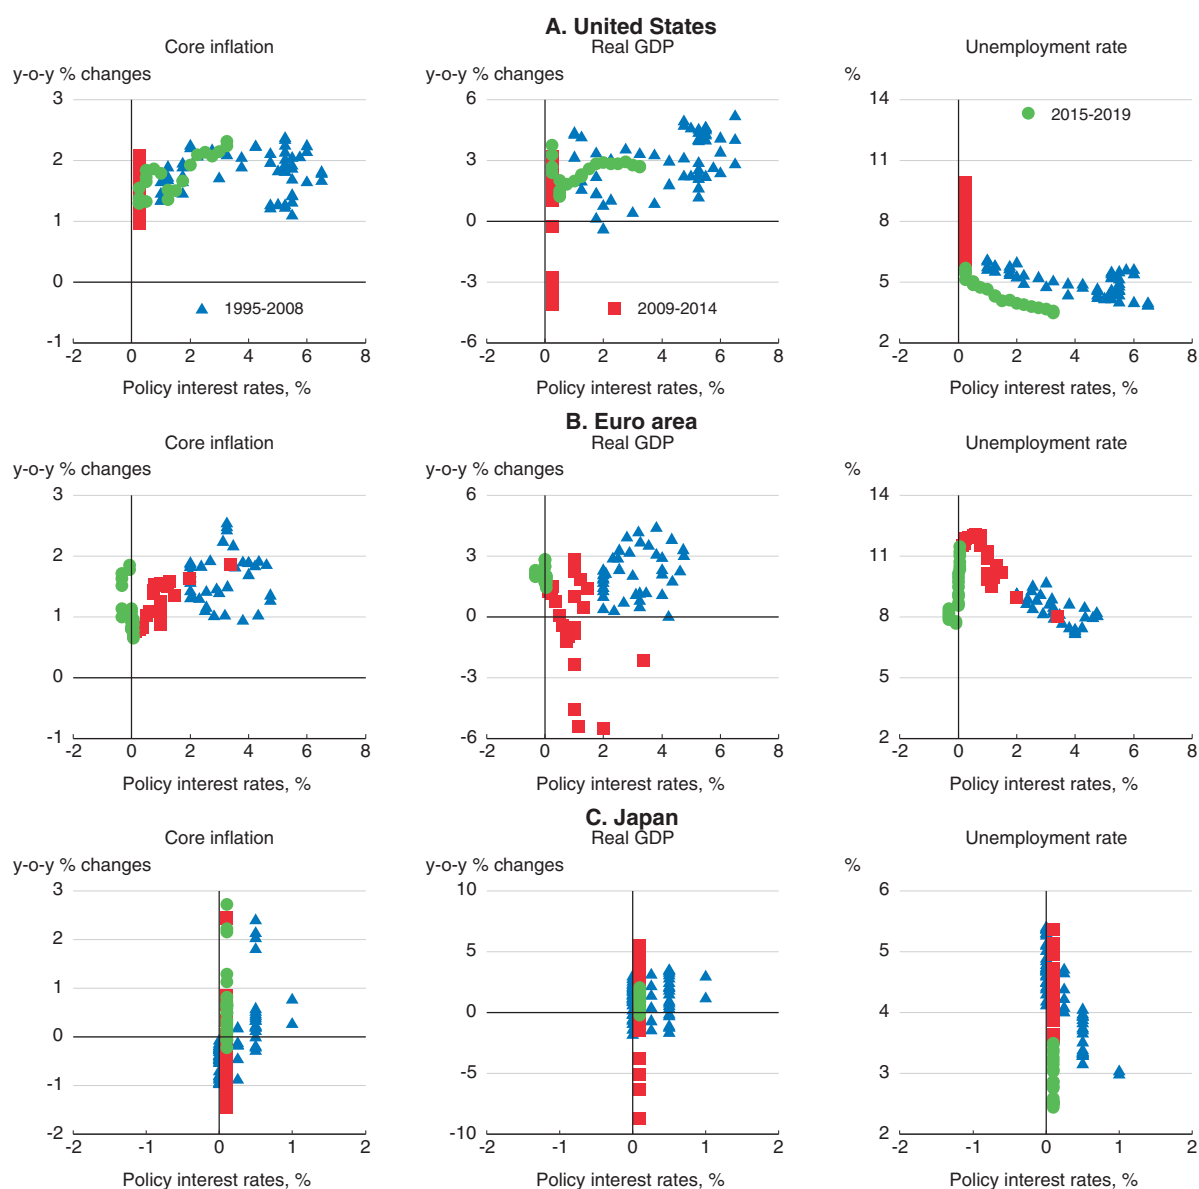 A. United States
Core inflation Real GDP Unemployment rate
y-o-y % changes y-o-y % changes %
3 6 14
2015-2019
2 3 11
1 0 8
0 -3 5
1995-2008 2009-2014
-1 -6 2
-2 0 2 4 6 8 -2 0 2 4 6 8 -2 0 2 4 6 8
Policy interest rates, % Policy interest rates, % Policy interest rates, %
B. Euro area
Core inflation Real GDP Unemployment rate
y-o-y % changes y-o-y % changes %
3 6 14
2 3 11
1 0 8
0 -3 5
-1 -6 2
-2 0 2 4 6 8 -2 0 2 4 6 8 -2 0 2 4 6 8
Policy interest rates, % Policy interest rates, % Policy interest rates, %
C. Japan
Core inflation Real GDP Unemployment rate
y-o-y % changes y-o-y % changes %
3 10 6
2 5 5
1
0 0 4
-1 -5 3
-2 -10 2
-2 -1 0 1 2 -2 -1 0 1 2 -2 -1 0 1 2
Policy interest rates, % Policy interest rates, % Policy interest rates, %